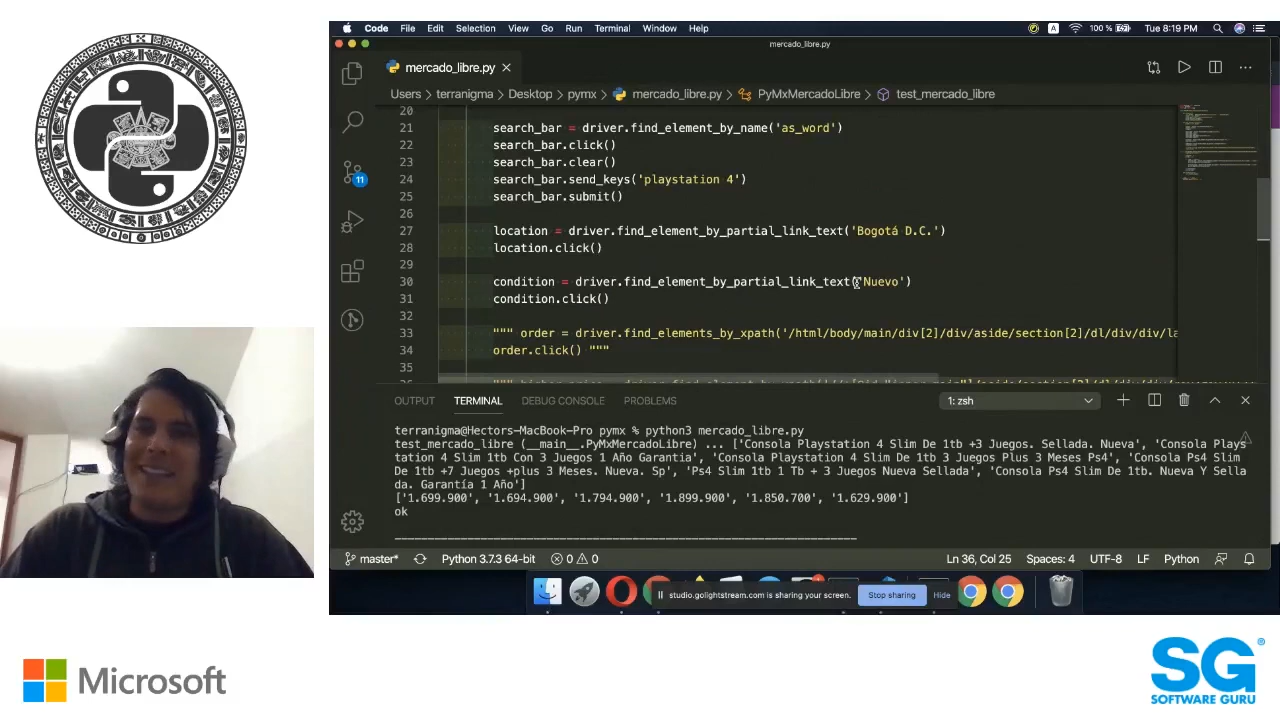 Code File Edit Selection View Go Run Terminal Window Help
A 100 % Tue 8:19 PM
mercado_libre.py
mercado_libre.py
Users › terranigma › Desktop › pymx › mercado_libre.py › PyMxMercadoLibre › test_mercado_libre
20
21 search_bar = driver.find_element_by_name('as_word')
22 search_bar.click()
23 search_bar.clear()
24 search_bar.send_keys('playstation 4')
25 search_bar.submit()
26
27 location = driver.find_element_by_partial_link_text('Bogotá D.C.')
28 location.click()
29
30 condition = driver.find_element_by_partial_link_text('Nuevo')
31 condition.click()
32
33 """ order = driver.find_elements_by_xpath('/html/body/main/div[2]/div/aside/section[2]/dl/div/div/la
34 order.click() """
35
11
OUTPUT TERMINAL DEBUG CONSOLE PROBLEMS 1: zsh
terranigma@Hectors-MacBook-Pro pymx % python3 mercado_libre.py
test_mercado_libre (__main__.PyMxMercadoLibre) ... ['Consola Playstation 4 Slim De 1tb +3 Juegos. Sellada. Nueva', 'Consola Plays
tation 4 Slim 1tb Con 3 Juegos 1 Año Garantia', 'Consola Playstation 4 Slim De 1tb 3 Juegos Plus 3 Meses Ps4', 'Consola Ps4 Slim
De 1tb +7 Juegos +plus 3 Meses. Nueva. Sp', 'Ps4 Slim 1tb 1 Tb + 3 Juegos Nueva Sellada', 'Consola Ps4 Slim De 1tb. Nueva Y Sella
da. Garantía 1 Año']
['1.699.900', '1.694.900', '1.794.900', '1.899.900', '1.850.700', '1.629.900']
ok
----------------------------------------------------------------------
master* Python 3.7.3 64-bit 0 0 Ln 36, Col 25 Spaces: 4 UTF-8 LF Python
studio.golightstream.com is sharing your screen. Stop sharing Hide
Microsoft
SG
SOFTWARE GURU